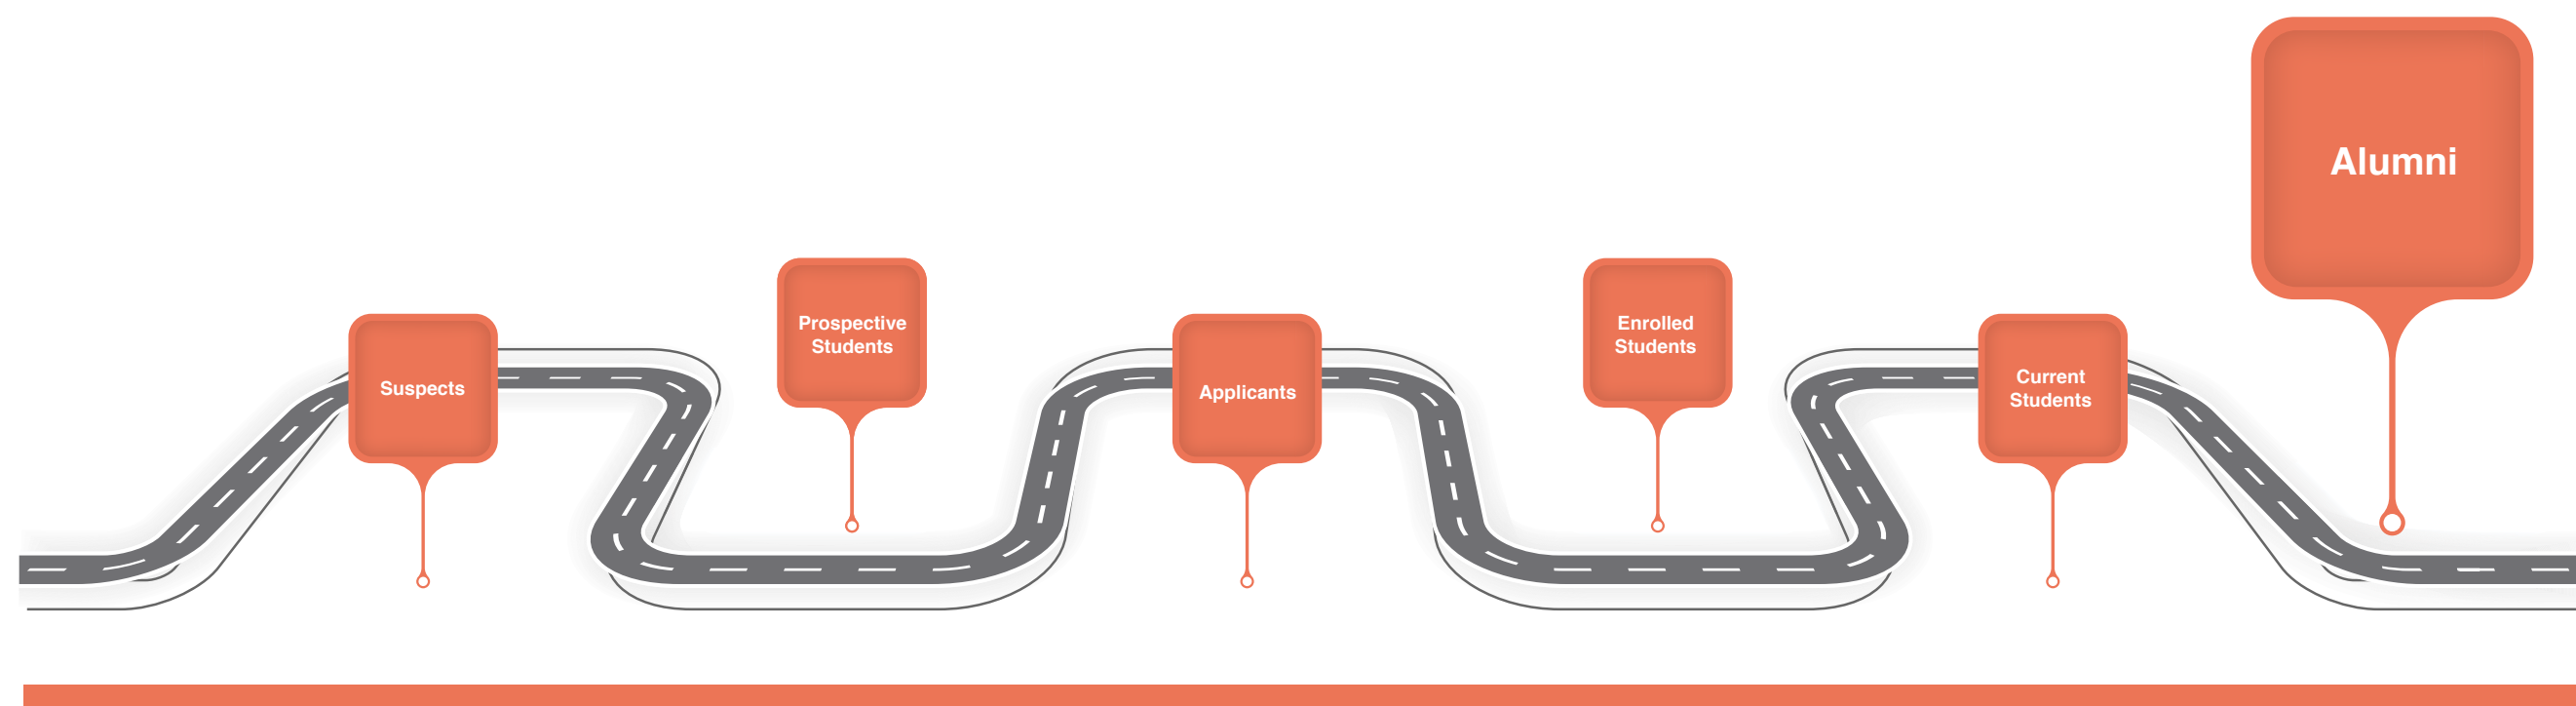 Suspects
Prospective
Students
Applicants
Enrolled
Students
Current
Students
Alumni